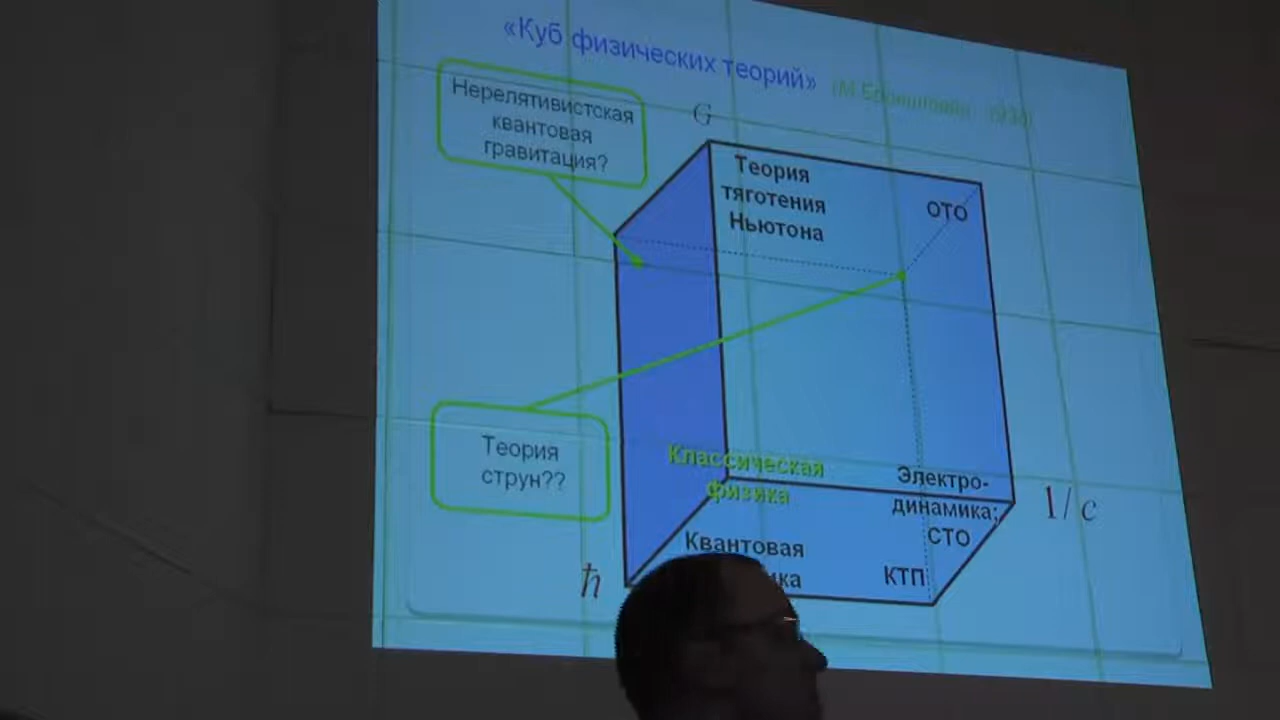 «Куб физических теорий»
(М.Бронштейн
Нерелятивистская
квантовая
гравитация?
G
Теория
тяготения
Ньютона
ОТО
Теория
струн??
Классическая
физика
Электро-
динамика;
СТО
1/c
Квантовая
КТП
ħ